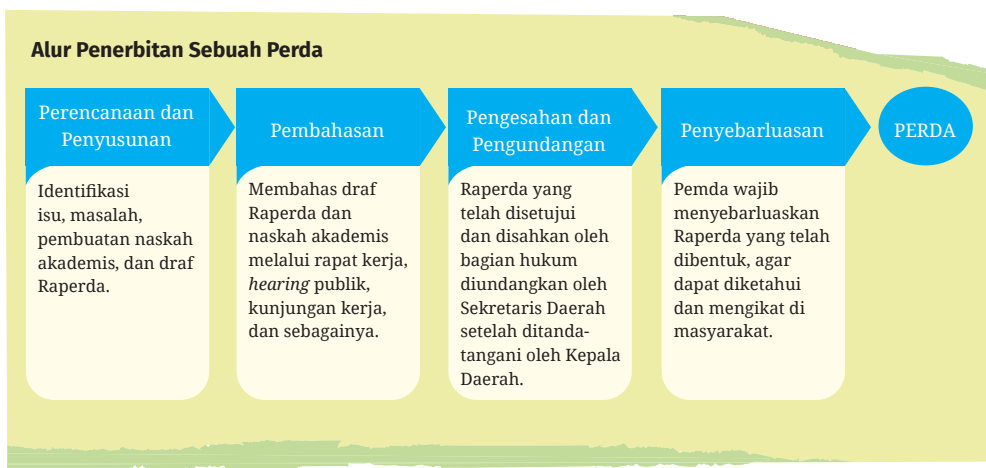 Alur Penerbitan Sebuah Perda
Perencanaan dan
Penyusunan
Identifikasi
isu, masalah,
pembuatan naskah
akademis, dan draf
Raperda.
Pembahasan
Membahas draf
Raperda dan
naskah akademis
melalui rapat kerja,
hearing publik,
kunjungan kerja,
dan sebagainya.
Pengesahan dan
Pengundangan
Raperda yang
telah disetujui
dan disahkan oleh
bagian hukum
diundangkan oleh
Sekretaris Daerah
setelah ditanda-
tangani oleh Kepala
Daerah.
Penyebarluasan
Pemda wajib
menyebarluaskan
Raperda yang telah
dibentuk, agar
dapat diketahui
dan mengikat di
masyarakat.
PERDA